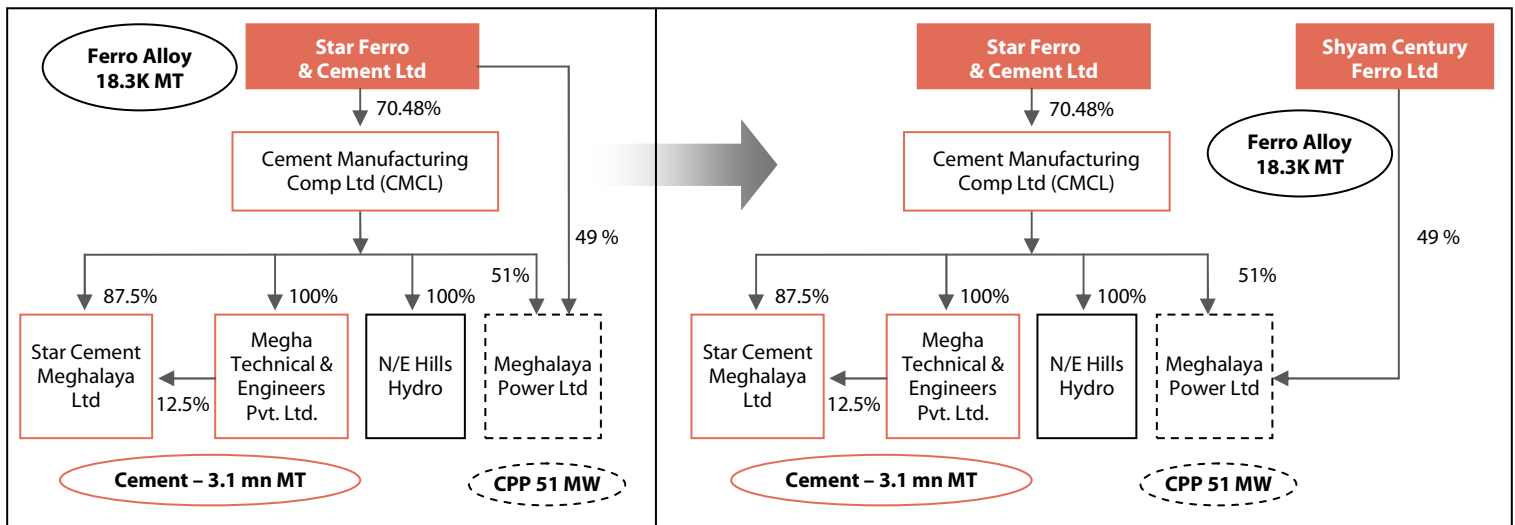 Ferro Alloy
18.3K MT
Star Ferro
& Cement Ltd
70.48%
Cement Manufacturing
Comp Ltd (CMCL)
49 %
87.5%
100%
100%
51%
Star Cement
Meghalaya
Ltd
12.5%
Megha
Technical &
Engineers
Pvt. Ltd.
N/E Hills
Hydro
Meghalaya
Power Ltd
Cement – 3.1 mn MT
CPP 51 MW
Star Ferro
& Cement Ltd
Shyam Century
Ferro Ltd
70.48%
Ferro Alloy
18.3K MT
Cement Manufacturing
Comp Ltd (CMCL)
49 %
87.5%
100%
100%
51%
Star Cement
Meghalaya
Ltd
12.5%
Megha
Technical &
Engineers
Pvt. Ltd.
N/E Hills
Hydro
Meghalaya
Power Ltd
Cement – 3.1 mn MT
CPP 51 MW